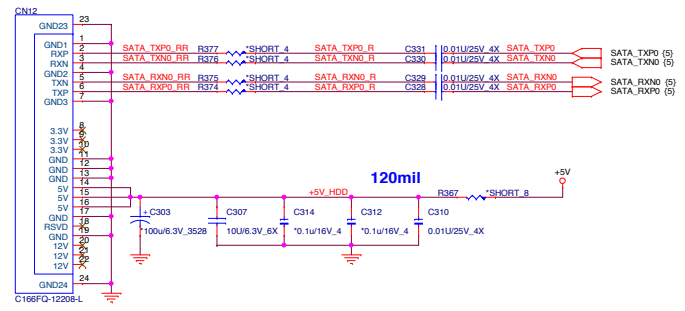 CN12
GND23 23
GND1 1
RXP 2 SATA_TXP0_RR R377 *SHORT_4 SATA_TXP0_R C331 0.01U/25V_4X SATA_TXP0 SATA_TXP0 {5}
RXN 3 SATA_TXN0_RR R376 *SHORT_4 SATA_TXN0_R C330 0.01U/25V_4X SATA_TXN0 SATA_TXN0 {5}
GND2 4
TXN 5 SATA_RXN0_RR R375 *SHORT_4 SATA_RXN0_R C329 0.01U/25V_4X SATA_RXN0 SATA_RXN0 {5}
TXP 6 SATA_RXP0_RR R374 *SHORT_4 SATA_RXP0_R C328 0.01U/25V_4X SATA_RXP0 SATA_RXP0 {5}
GND3 7
3.3V 8
3.3V 9
3.3V 10
GND 11
GND 12
GND 13
5V 14
5V 15
5V 16
GND 17
RSVD 18
GND 19
12V 20
12V 21
12V 22
GND24 24
C166FQ-12208-L
120mil
+5V
+5V_HDD R367 *SHORT_8
+ C303 C307 C314 C312 C310
*100u/6.3V_3528 10U/6.3V_6X *0.1u/16V_4 *0.1u/16V_4 0.01U/25V_4X